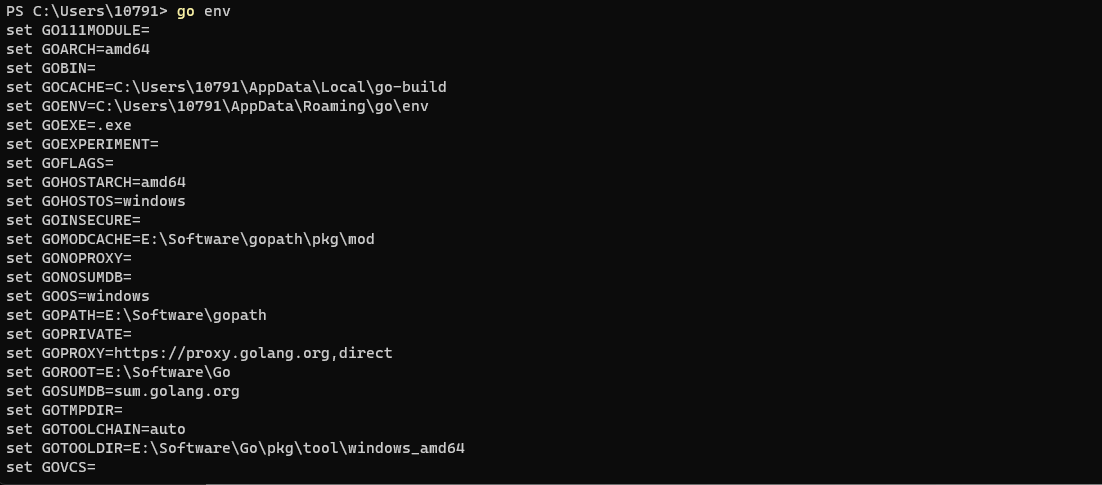 PS C:\Users\10791> go env
set GO111MODULE=
set GOARCH=amd64
set GOBIN=
set GOCACHE=C:\Users\10791\AppData\Local\go-build
set GOENV=C:\Users\10791\AppData\Roaming\go\env
set GOEXE=.exe
set GOEXPERIMENT=
set GOFLAGS=
set GOHOSTARCH=amd64
set GOHOSTOS=windows
set GOINSECURE=
set GOMODCACHE=E:\Software\gopath\pkg\mod
set GONOPROXY=
set GONOSUMDB=
set GOOS=windows
set GOPATH=E:\Software\gopath
set GOPRIVATE=
set GOPROXY=https://proxy.golang.org,direct
set GOROOT=E:\Software\Go
set GOSUMDB=sum.golang.org
set GOTMPDIR=
set GOTOOLCHAIN=auto
set GOTOOLDIR=E:\Software\Go\pkg\tool\windows_amd64
set GOVCS=